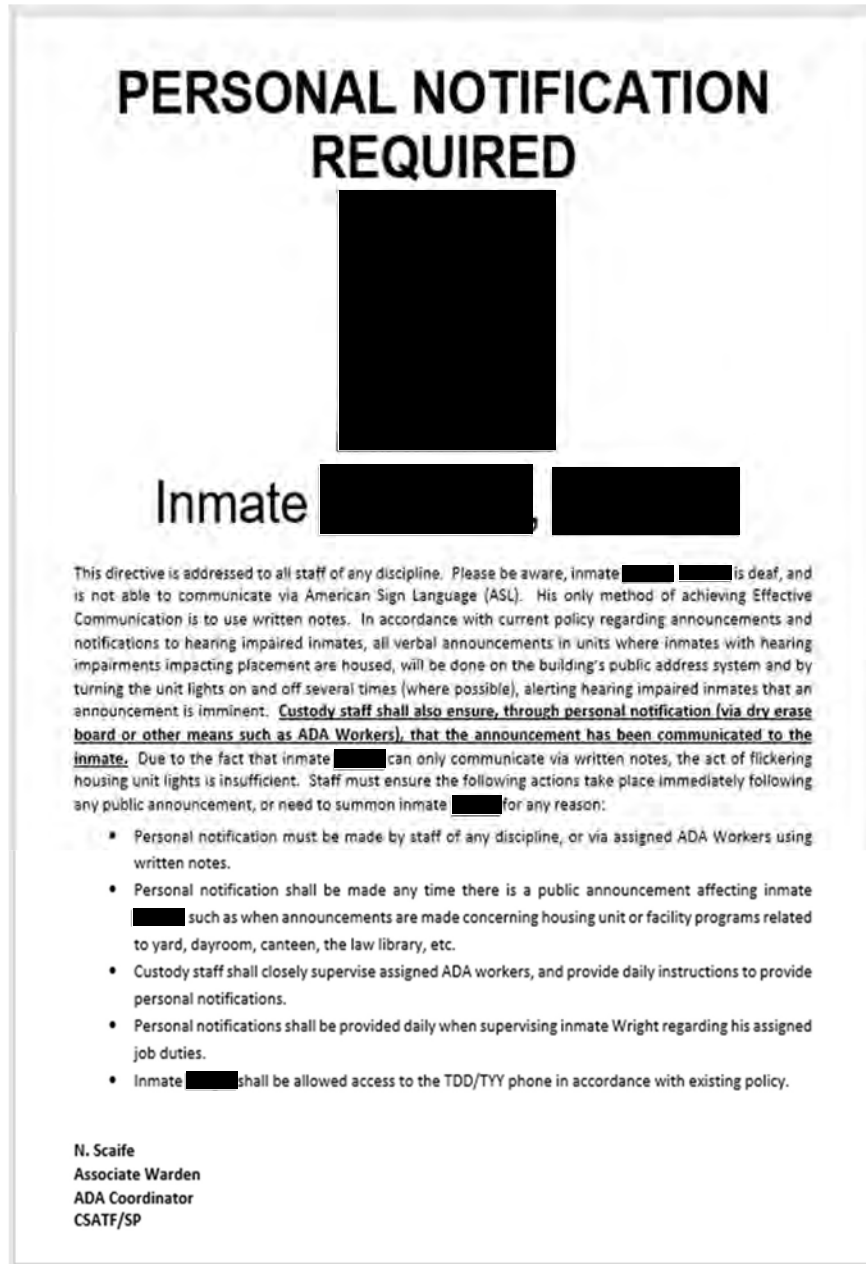 PERSONAL NOTIFICATION
REQUIRED
Inmate ,
This directive is addressed to all staff of any discipline. Please be aware, inmate is deaf, and
is not able to communicate via American Sign Language (ASL). His only method of achieving Effective
Communication is to use written notes. In accordance with current policy regarding announcements and
notifications to hearing impaired inmates, all verbal announcements in units where inmates with hearing
impairments impacting placement are housed, will be done on the building's public address system and by
turning the unit lights on and off several times (where possible), alerting hearing impaired inmates that an
announcement is imminent. Custody staff shall also ensure, through personal notification (via dry erase
board or other means such as ADA Workers), that the announcement has been communicated to the
inmate. Due to the fact that inmate can only communicate via written notes, the act of flickering
housing unit lights is insufficient. Staff must ensure the following actions take place immediately following
any public announcement, or need to summon inmate for any reason:
• Personal notification must be made by staff of any discipline, or via assigned ADA Workers using
written notes.
• Personal notification shall be made any time there is a public announcement affecting inmate
such as when announcements are made concerning housing unit or facility programs related
to yard, dayroom, canteen, the law library, etc.
• Custody staff shall closely supervise assigned ADA workers, and provide daily instructions to provide
personal notifications.
• Personal notifications shall be provided daily when supervising inmate Wright regarding his assigned
job duties.
• Inmate shall be allowed access to the TDD/TYY phone in accordance with existing policy.
N. Scaife
Associate Warden
ADA Coordinator
CSATF/SP